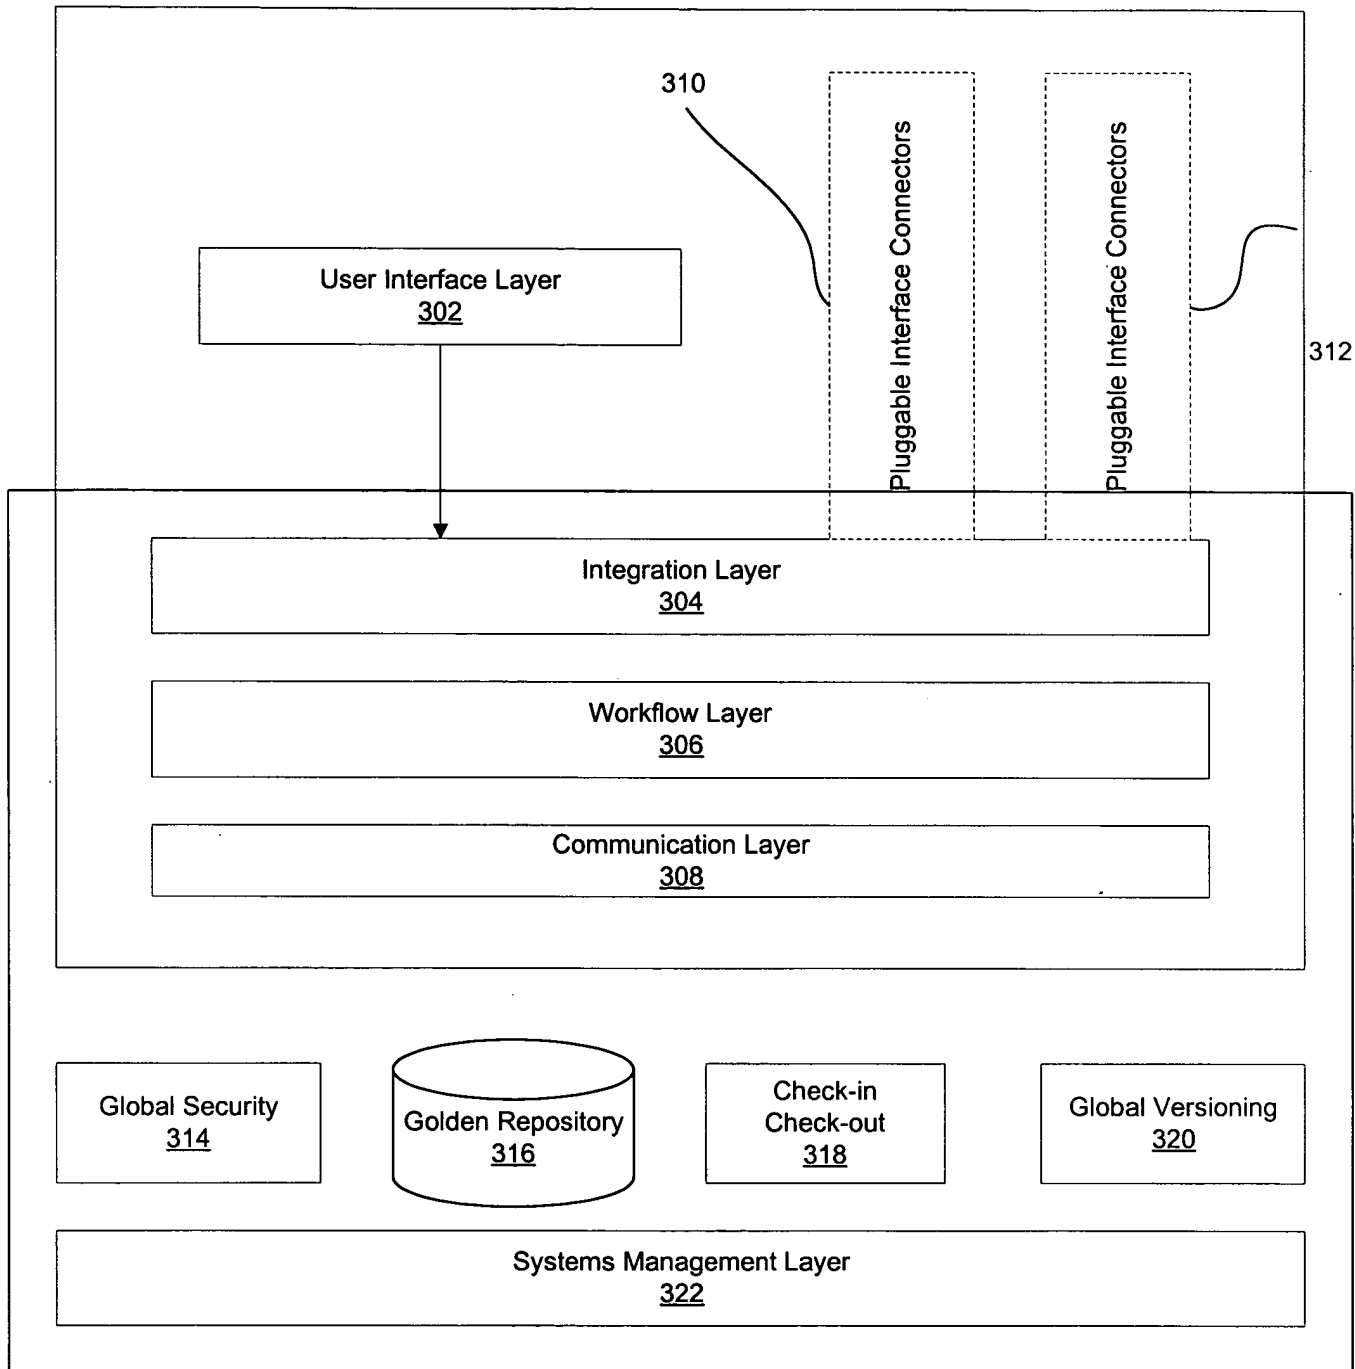 310
Pluggable Interface Connectors
Pluggable Interface Connectors
User Interface Layer
302
312
Integration Layer
304
Workflow Layer
306
Communication Layer
308
Global Security
314
Golden Repository
316
Check-in
Check-out
318
Global Versioning
320
Systems Management Layer
322